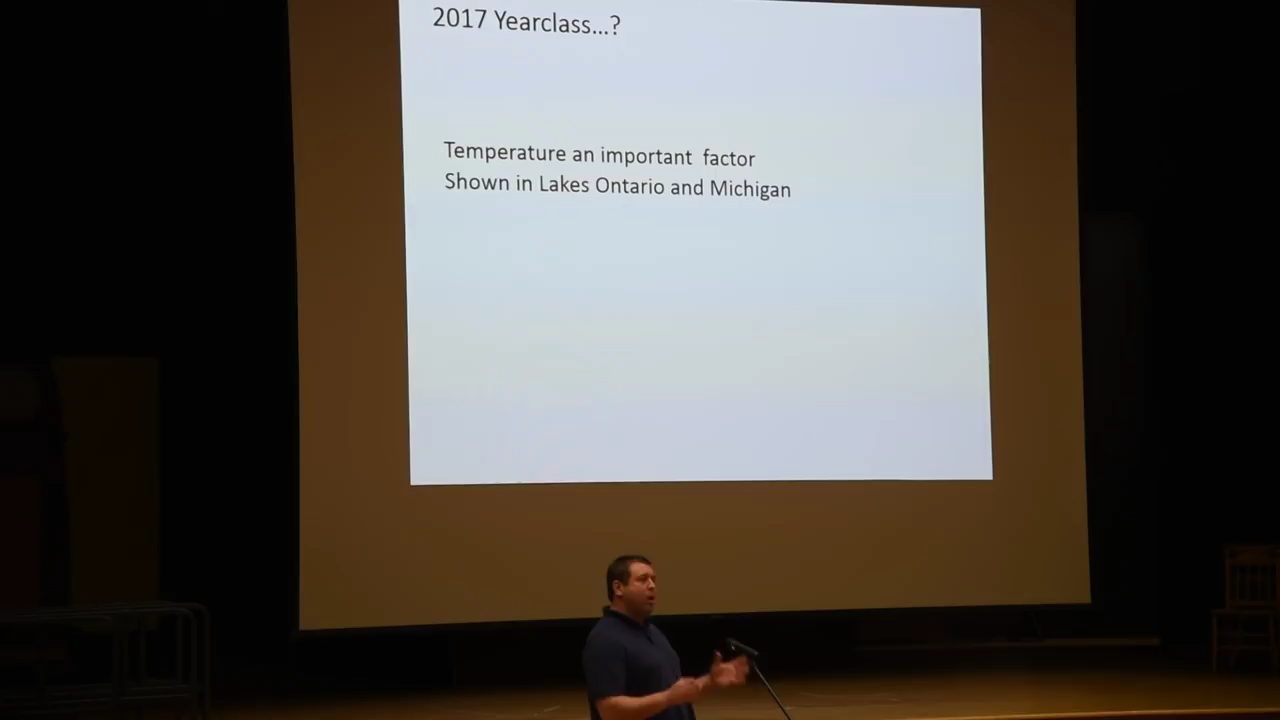 2017 Yearclass...?
Temperature an important factor
Shown in Lakes Ontario and Michigan